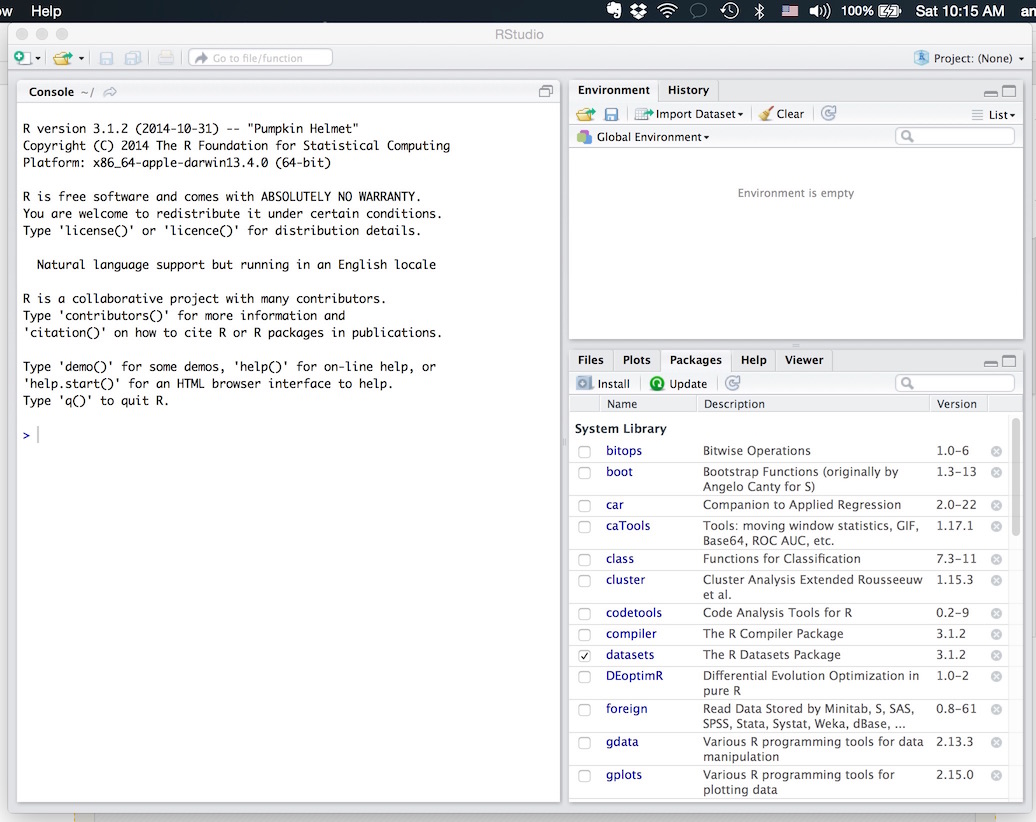 ow Help 100% Sat 10:15 AM an
RStudio
Go to file/function Project: (None)
Console ~/
R version 3.1.2 (2014-10-31) -- "Pumpkin Helmet"
Copyright (C) 2014 The R Foundation for Statistical Computing
Platform: x86_64-apple-darwin13.4.0 (64-bit)
R is free software and comes with ABSOLUTELY NO WARRANTY.
You are welcome to redistribute it under certain conditions.
Type 'license()' or 'licence()' for distribution details.
Natural language support but running in an English locale
R is a collaborative project with many contributors.
Type 'contributors()' for more information and
'citation()' on how to cite R or R packages in publications.
Type 'demo()' for some demos, 'help()' for on-line help, or
'help.start()' for an HTML browser interface to help.
Type 'q()' to quit R.
>
Environment History
Import Dataset Clear List
Global Environment
Environment is empty
Files Plots Packages Help Viewer
Install Update
Name Description Version
System Library
bitops Bitwise Operations 1.0-6
boot Bootstrap Functions (originally by 1.3-13
Angelo Canty for S)
car Companion to Applied Regression 2.0-22
caTools Tools: moving window statistics, GIF, 1.17.1
Base64, ROC AUC, etc.
class Functions for Classification 7.3-11
cluster Cluster Analysis Extended Rousseeuw 1.15.3
et al.
codetools Code Analysis Tools for R 0.2-9
compiler The R Compiler Package 3.1.2
datasets The R Datasets Package 3.1.2
DEoptimR Differential Evolution Optimization in 1.0-2
pure R
foreign Read Data Stored by Minitab, S, SAS, 0.8-61
SPSS, Stata, Systat, Weka, dBase, ...
gdata Various R programming tools for data 2.13.3
manipulation
gplots Various R programming tools for 2.15.0
plotting data